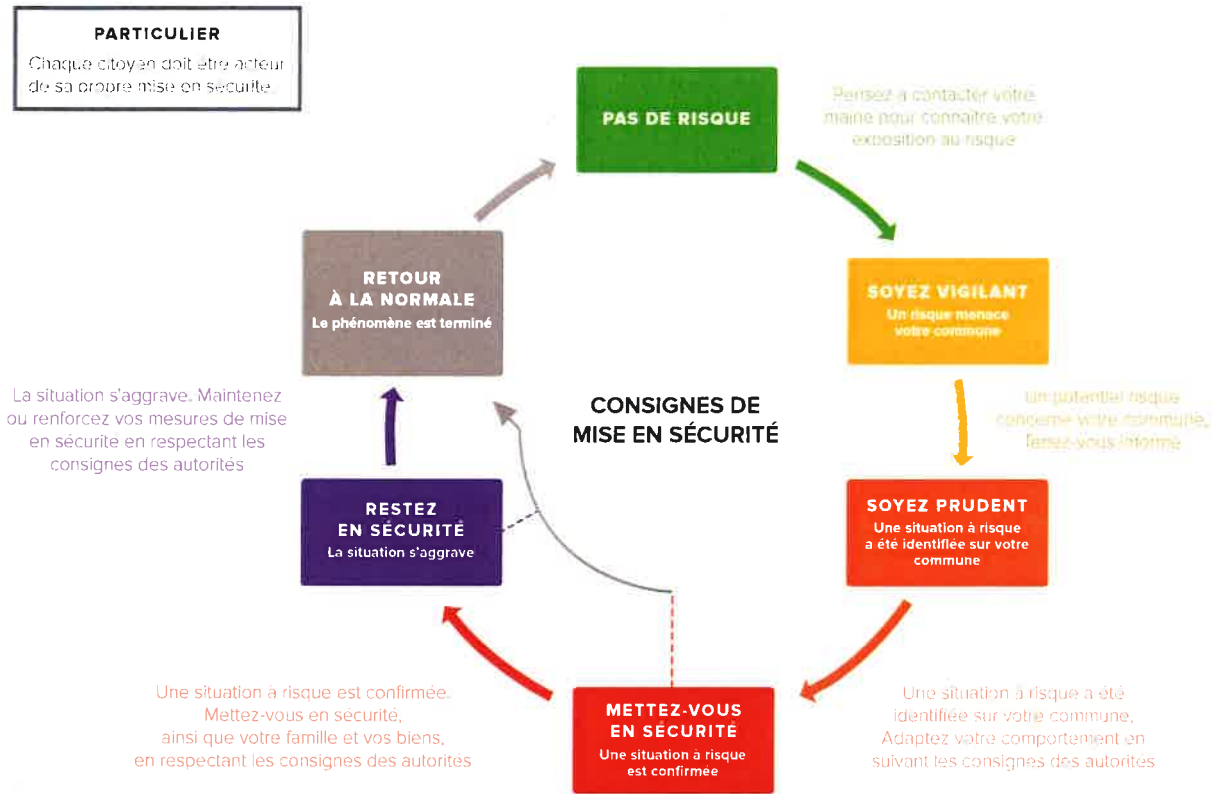 PARTICULIER
Chaque citoyen doit être acteur
de sa propre mise en sécurité.
PAS DE RISQUE
Pensez à contacter votre
mairie pour connaître votre
exposition au risque
RETOUR
À LA NORMALE
Le phénomène est terminé
SOYEZ VIGILANT
Un risque menace
votre commune
La situation s'aggrave. Maintenez
ou renforcez vos mesures de mise
en sécurité en respectant les
consignes des autorités
CONSIGNES DE
MISE EN SÉCURITÉ
Un potentiel risque
concerne votre commune,
Tenez-vous informé
RESTEZ
EN SÉCURITÉ
La situation s'aggrave
SOYEZ PRUDENT
Une situation à risque
a été identifiée sur votre
commune
Une situation à risque est confirmée.
Mettez-vous en sécurité,
ainsi que votre famille et vos biens,
en respectant les consignes des autorités
METTEZ-VOUS
EN SÉCURITÉ
Une situation à risque
est confirmée
Une situation à risque a été
identifiée sur votre commune,
Adaptez votre comportement en
suivant les consignes des autorités